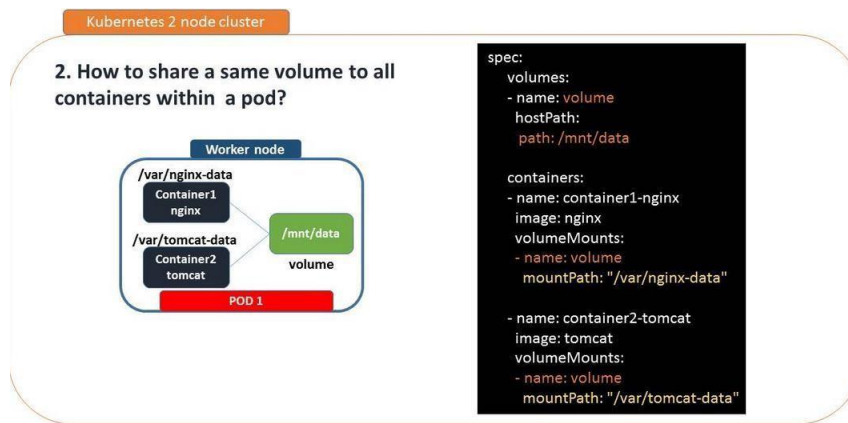 Kubernetes 2 node cluster
2. How to share a same volume to all
containers within a pod?
Worker node
/var/nginx-data
Container1
nginx
/var/tomcat-data
Container2
tomcat
/mnt/data
volume
POD 1
spec:
volumes:
- name: volume
hostPath:
path: /mnt/data
containers:
- name: container1-nginx
image: nginx
volumeMounts:
- name: volume
mountPath: "/var/nginx-data"
- name: container2-tomcat
image: tomcat
volumeMounts:
- name: volume
mountPath: "/var/tomcat-data"